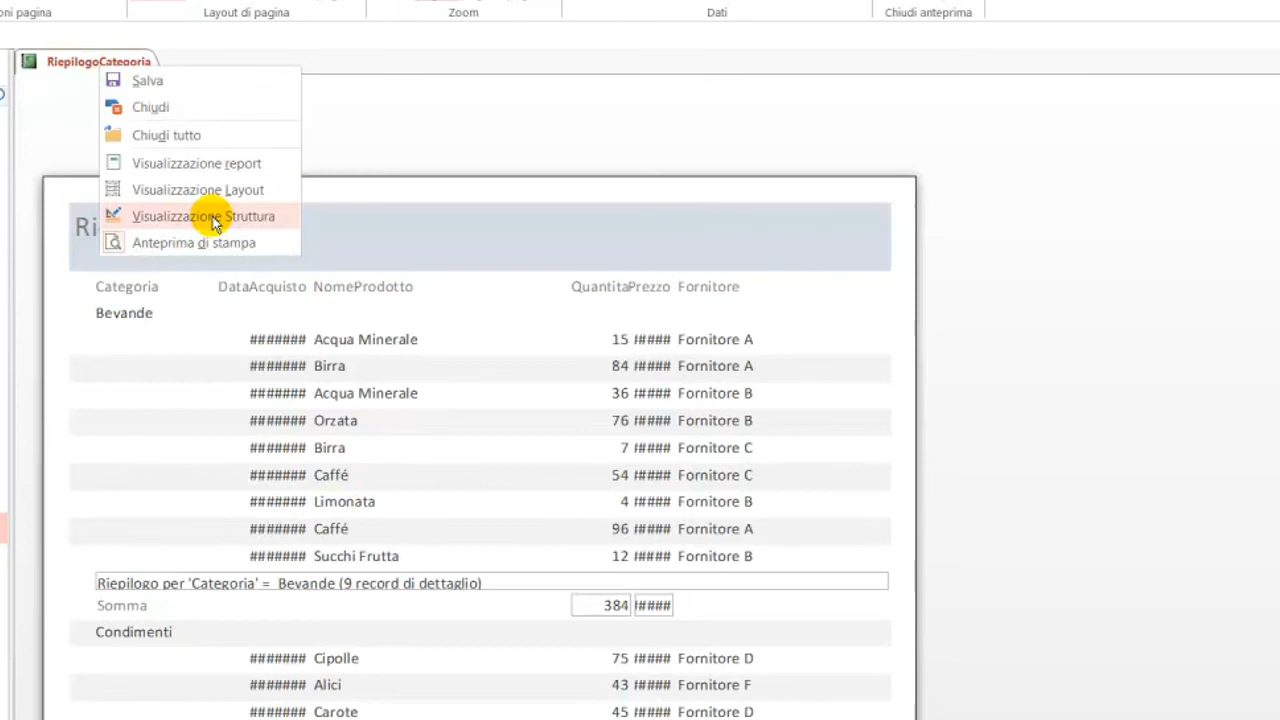 oni pagina Layout di pagina Zoom Dati Chiudi anteprima
RiepilogoCategoria
Salva
Chiudi
Chiudi tutto
Visualizzazione report
Visualizzazione Layout
Visualizzazione Struttura
Anteprima di stampa
Ri
Categoria DataAcquisto NomeProdotto Quantita Prezzo Fornitore
Bevande
####### Acqua Minerale 15 ##### Fornitore A
####### Birra 84 ##### Fornitore A
####### Acqua Minerale 36 ##### Fornitore B
####### Orzata 76 ##### Fornitore B
####### Birra 7 ##### Fornitore C
####### Caffé 54 ##### Fornitore C
####### Limonata 4 ##### Fornitore B
####### Caffé 96 ##### Fornitore A
####### Succhi Frutta 12 ##### Fornitore B
Riepilogo per 'Categoria' = Bevande (9 record di dettaglio)
Somma 384 #####
Condimenti
####### Cipolle 75 ##### Fornitore D
####### Alici 43 ##### Fornitore F
####### Carote 45 ##### Fornitore D